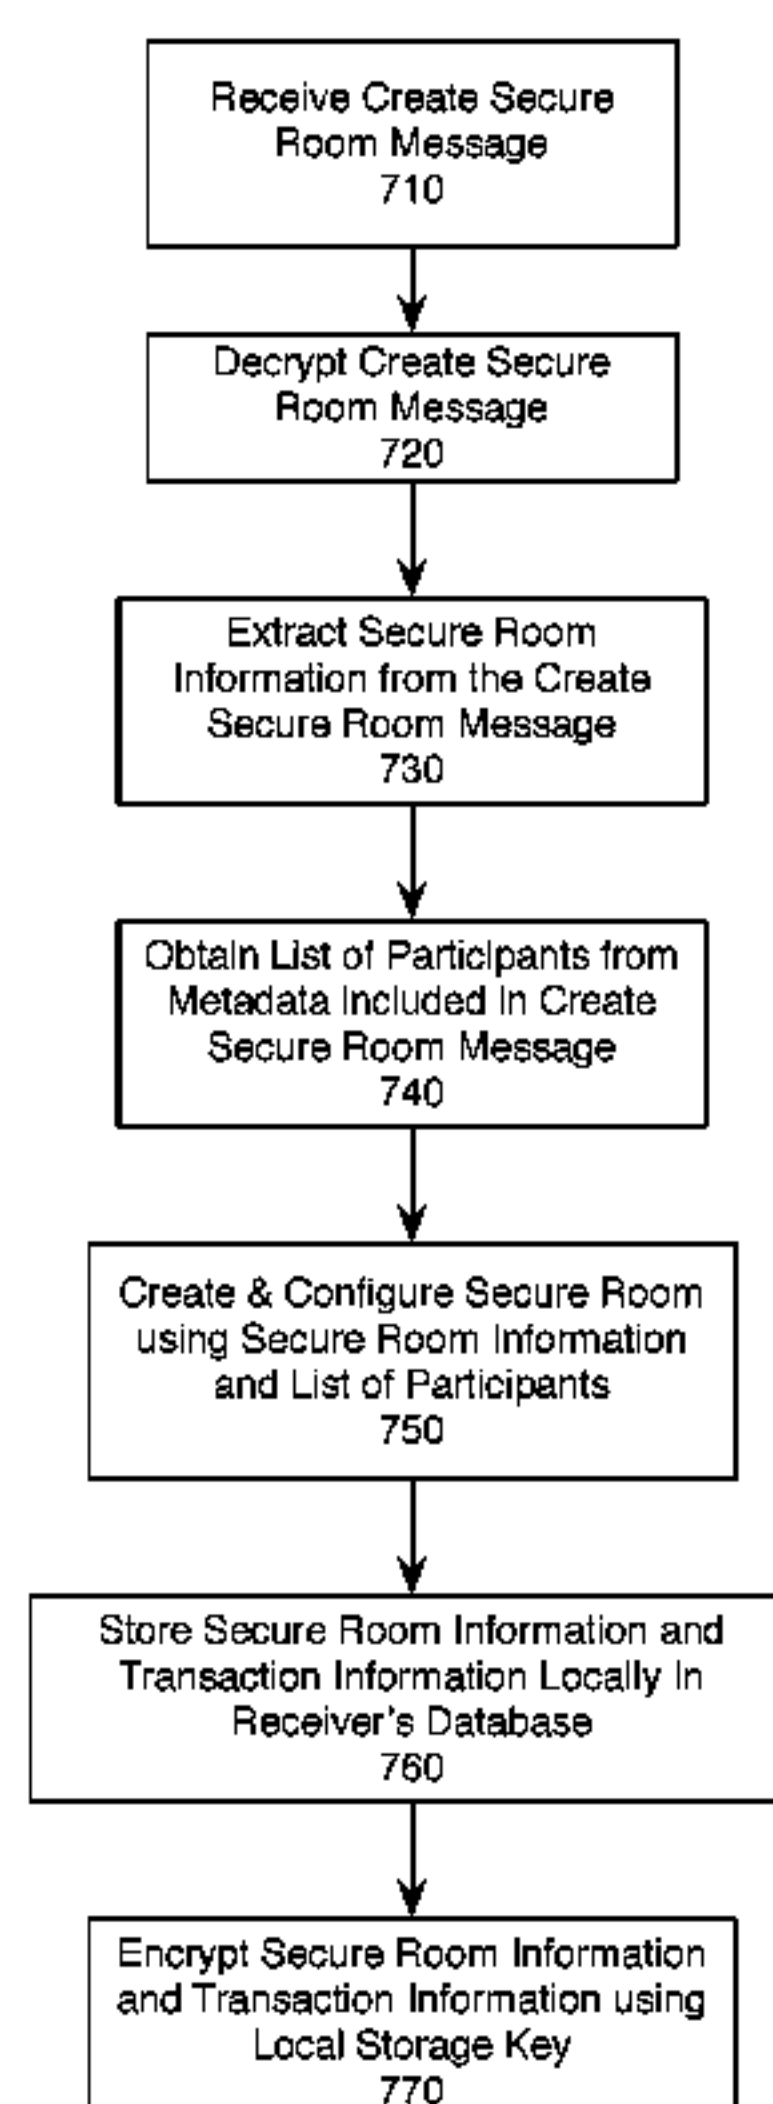 Receive Create Secure
Room Message
710
Decrypt Create Secure
Room Message
720
Extract Secure Room
Information from the Create
Secure Room Message
730
Obtain List of Participants from
Metadata Included In Create
Secure Room Message
740
Create & Configure Secure Room
using Secure Room Information
and List of Participants
750
Store Secure Room Information and
Transaction Information Locally In
Receiver's Database
760
Encrypt Secure Room Information
and Transaction Information using
Local Storage Key
770